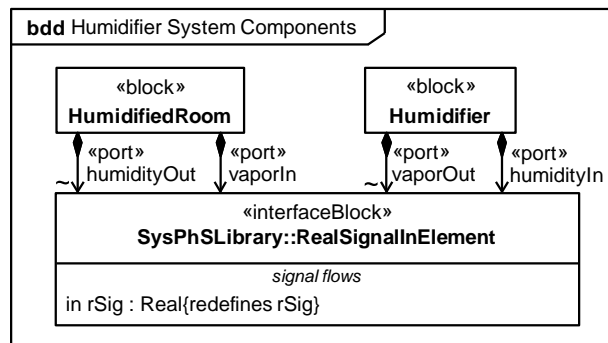 bdd Humidifier System Components
«block»
HumidifiedRoom
«block»
Humidifier
«port»
humidityOut
«port»
vaporIn
«port»
vaporOut
«port»
humidityIn
~
~
«interfaceBlock»
SysPhSLibrary::RealSignalInElement
signal flows
in rSig : Real{redefines rSig}